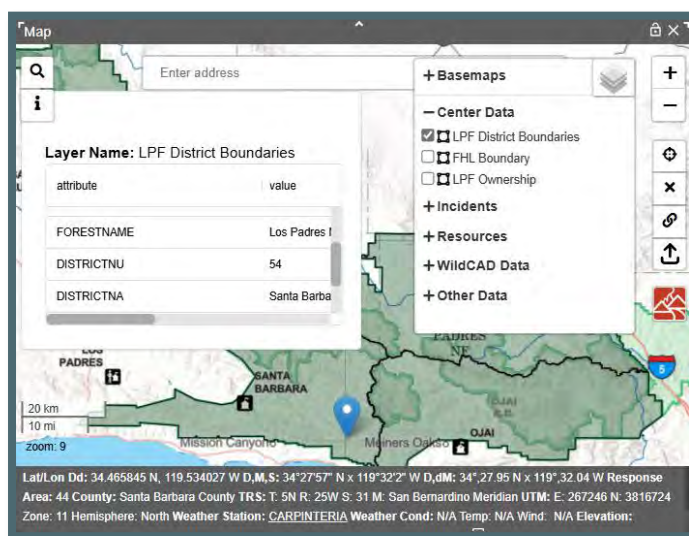 Map
Enter address
+Basemaps
i
−Center Data
Layer Name: LPF District Boundaries
LPF District Boundaries
FHL Boundary
LPF Ownership
attribute value
+Incidents
FORESTNAME Los Padres
+Resources
DISTRICTNU 54
+WildCAD Data
DISTRICTNA Santa Barba
+Other Data
LOS
PADRES
PADRES
NF
SANTA
BARBARA
5
20 km
10 mi
OJAI
R.D.
OJAI
zoom: 9
Mission Canyon
Meiners Oaks
Lat/Lon Dd: 34.465845 N, 119.534027 W D,M,S: 34°27'57" N x 119°32'2" W D,dM: 34°,27.95 N x 119°,32.04 W Response
Area: 44 County: Santa Barbara County TRS: T: 5N R: 25W S: 31 M: San Bernardino Meridian UTM: E: 267246 N: 3816724
Zone: 11 Hemisphere: North Weather Station: CARPINTERIA Weather Cond: N/A Temp: N/A Wind: N/A Elevation: